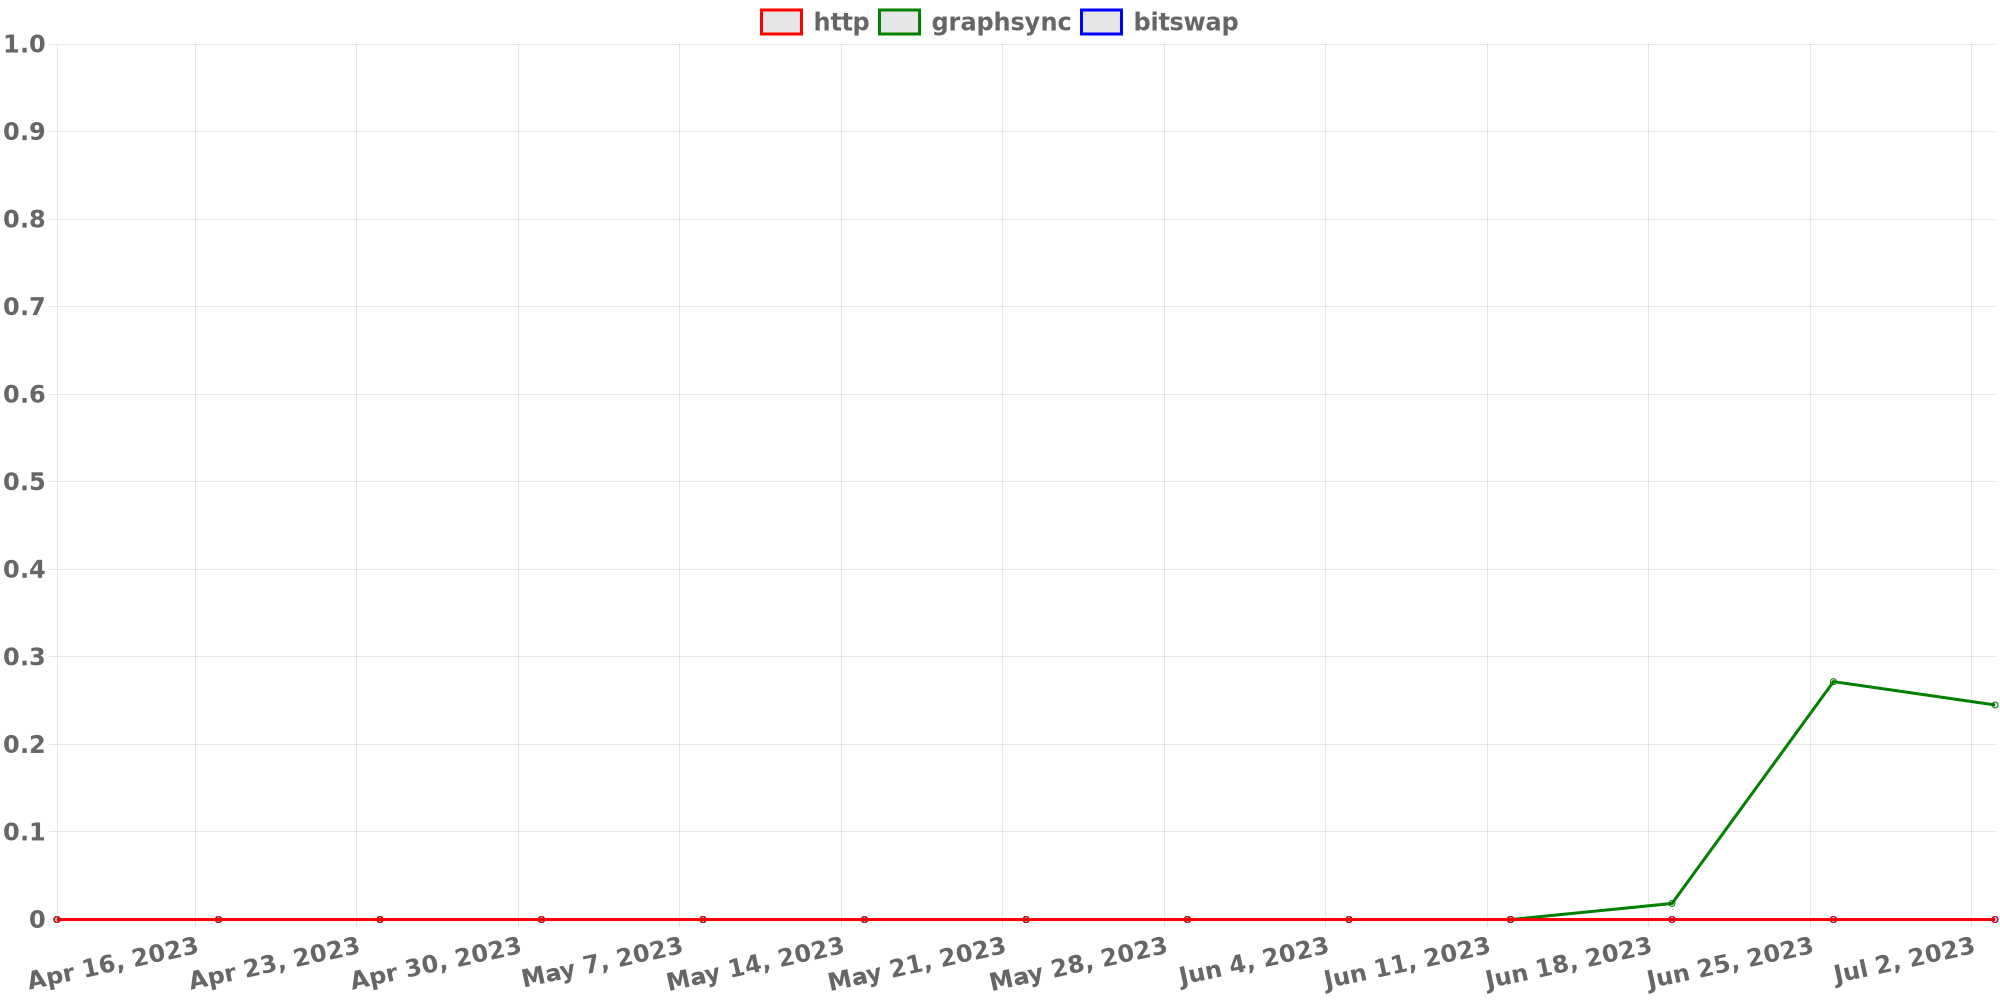 http graphsync bitswap
1.0
0.9
0.8
0.7
0.6
0.5
0.4
0.3
0.2
0.1
0
Apr 16, 2023
Apr 23, 2023
Apr 30, 2023
May 7, 2023
May 14, 2023
May 21, 2023
May 28, 2023
Jun 4, 2023
Jun 11, 2023
Jun 18, 2023
Jun 25, 2023
Jul 2, 2023